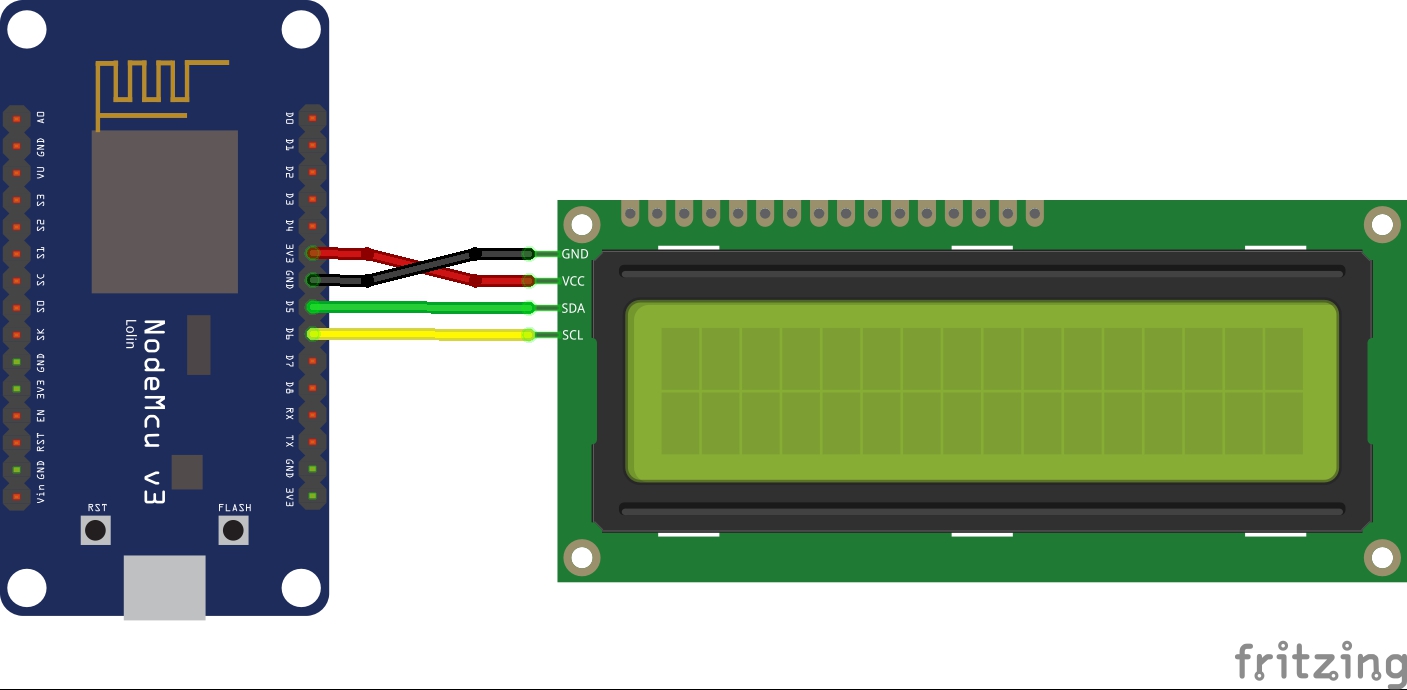 A0
GND
VU
S3
S2
S1
SC
S0
SK
GND
3V3
EN
RST
GND
Vin
D0
D1
D2
D3
D4
3V3
GND
D5
D6
D7
D8
RX
TX
GND
3V3
NodeMcu v3
Lolin
RST
FLASH
GND
VCC
SDA
SCL
fritzing